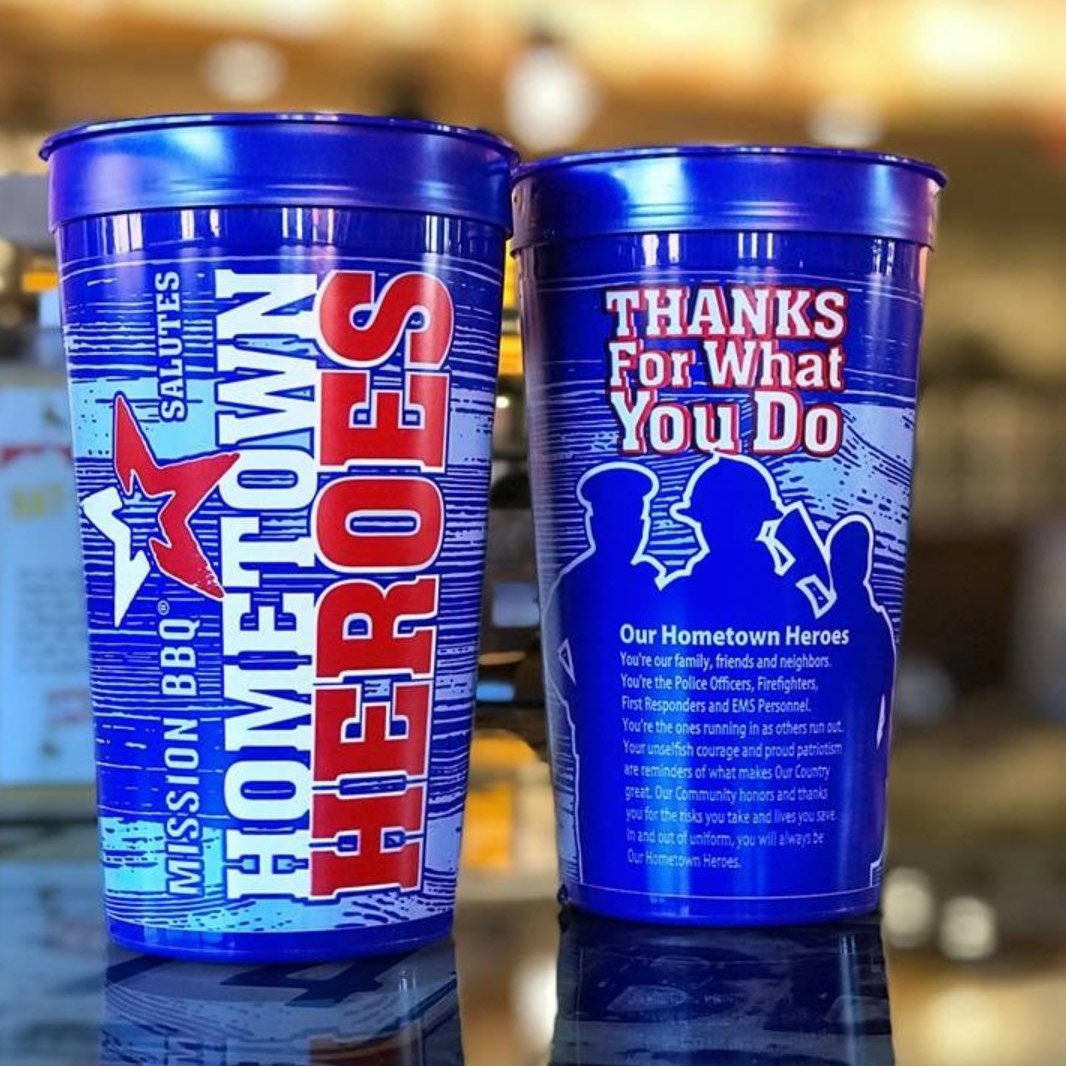 MISSION BBQ® SALUTES
HOMETOWN
HEROES
THANKS
For What
You Do
Our Hometown Heroes
You're our family, friends and neighbors.
You're the Police Officers, Firefighters,
First Responders and EMS Personnel.
You're the ones running in as others run out.
Your unselfish courage and proud patriotism
are reminders of what makes Our Country
great. Our Community honors and thanks
you for the risks you take and lives you save.
In and out of uniform, you will always be
Our Hometown Heroes.